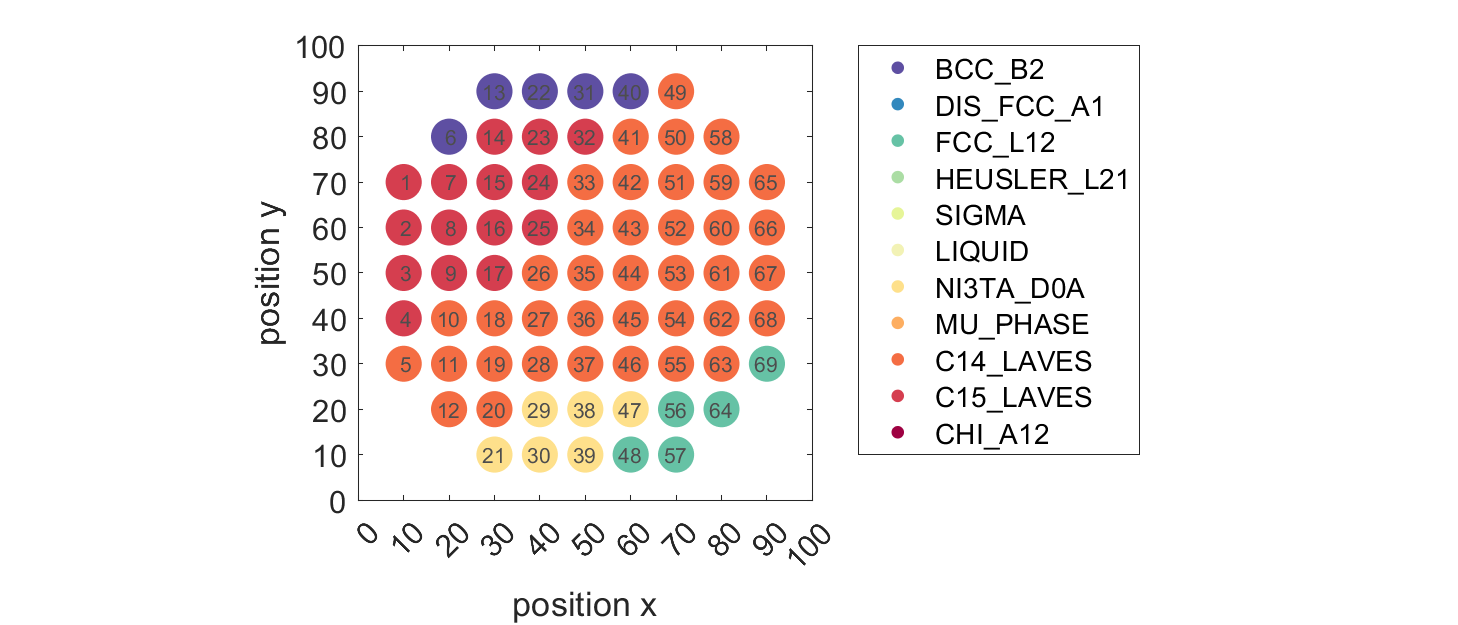 100
90
80
70
60
50
40
30
20
10
0
position y
13 22 31 40 49
6 14 23 32 41 50 58
1 7 15 24 33 42 51 59 65
2 8 16 25 34 43 52 60 66
3 9 17 26 35 44 53 61 67
4 10 18 27 36 45 54 62 68
5 11 19 28 37 46 55 63 69
12 20 29 38 47 56 64
21 30 39 48 57
0 10 20 30 40 50 60 70 80 90 100
position x
BCC_B2
DIS_FCC_A1
FCC_L12
HEUSLER_L21
SIGMA
LIQUID
NI3TA_D0A
MU_PHASE
C14_LAVES
C15_LAVES
CHI_A12